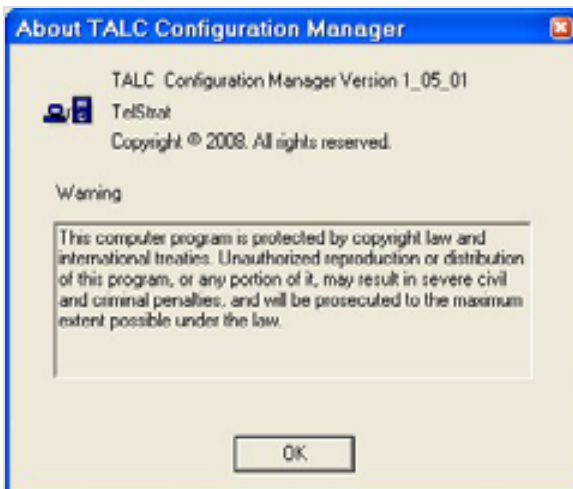 About TALC Configuration Manager
TALC Configuration Manager Version 1_05_01
TelStrat
Copyright © 2008. All rights reserved.
Warning
This computer program is protected by copyright law and
international treaties. Unauthorized reproduction or distribution
of this program, or any portion of it, may result in severe civil
and criminal penalties, and will be prosecuted to the maximum
extent possible under the law.
OK